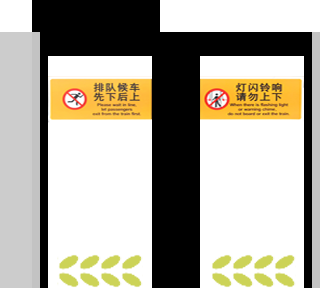 排队候车
先下后上
Please wait in line,
let passengers
exit from the train first.
灯闪铃响
请勿上下
When there is flashing light
or warning chime,
do not board or exit the train.